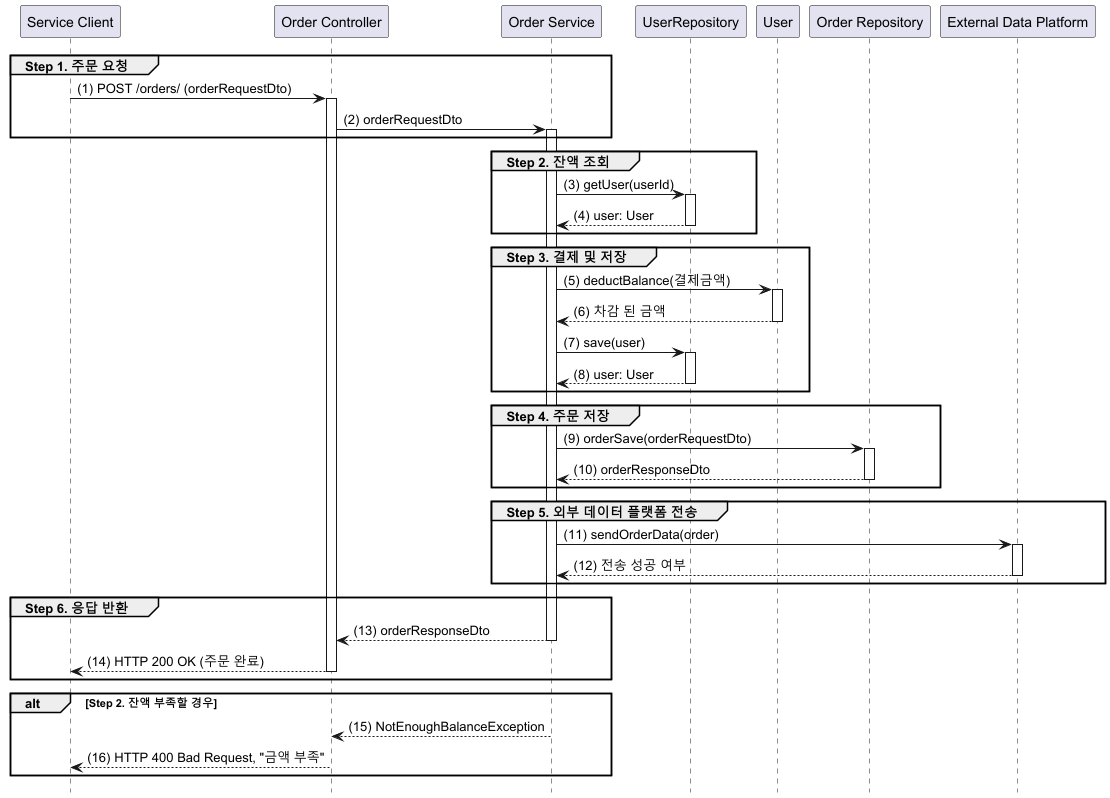 Service Client
Order Controller
Order Service
UserRepository
User
Order Repository
External Data Platform
Step 1. 주문 요청
(1) POST /orders/ (orderRequestDto)
(2) orderRequestDto
Step 2. 잔액 조회
(3) getUser(userId)
(4) user: User
Step 3. 결제 및 저장
(5) deductBalance(결제금액)
(6) 차감 된 금액
(7) save(user)
(8) user: User
Step 4. 주문 저장
(9) orderSave(orderRequestDto)
(10) orderResponseDto
Step 5. 외부 데이터 플랫폼 전송
(11) sendOrderData(order)
(12) 전송 성공 여부
Step 6. 응답 반환
(13) orderResponseDto
(14) HTTP 200 OK (주문 완료)
alt [Step 2. 잔액 부족할 경우]
(15) NotEnoughBalanceException
(16) HTTP 400 Bad Request, "금액 부족"